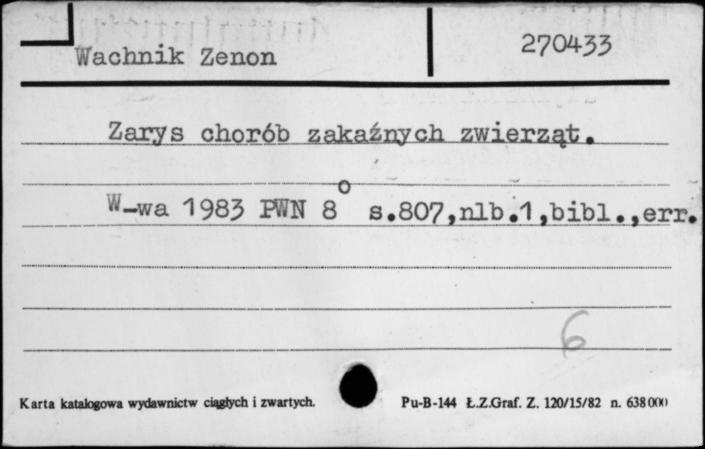 Wachnik Zenon
270433
Zarys chorób zakaźnych zwierząt.
W-wa 1983 PWN 8° s.807,nlb.1,bibl.,err.
6
Karta katalogowa wydawnictw ciągłych i zwartych. Pu-B-144 Ł.Z.Graf. Z. 120/15/82 n. 638000